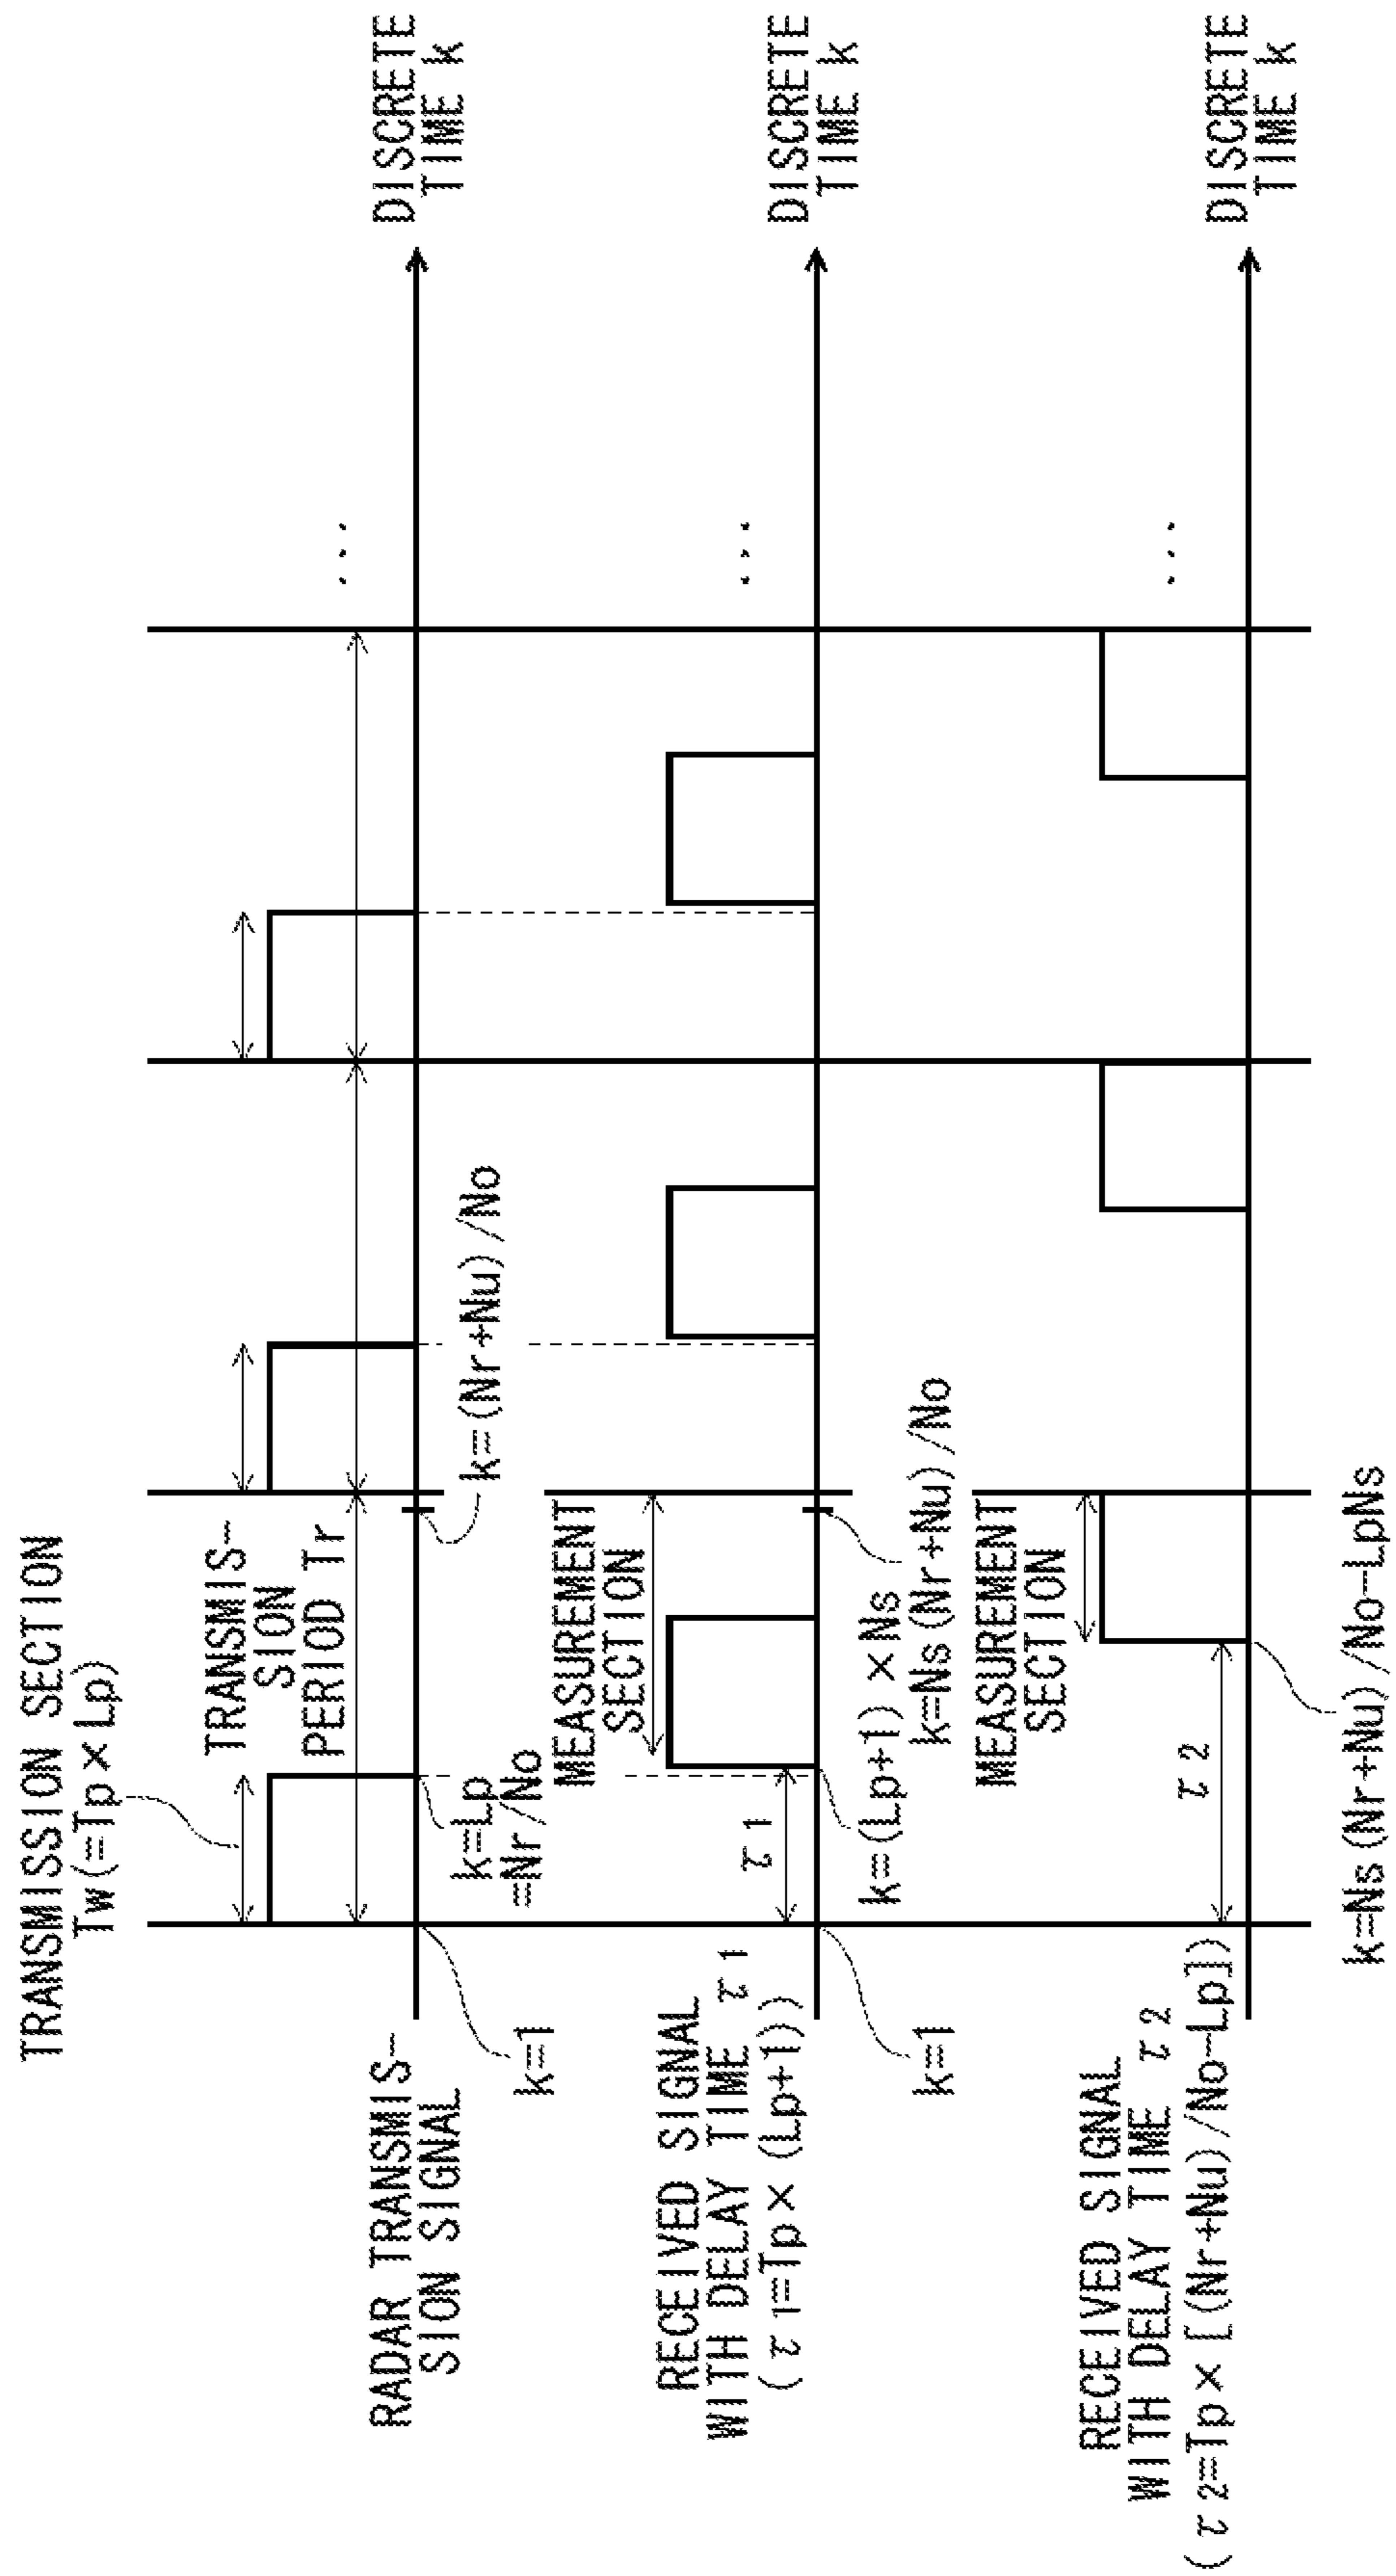 TRANSMISSION SECTION
Tw(=Tp×Lp)
TRANSMIS-
SION
PERIOD Tr
RADAR TRANSMIS-
SION SIGNAL
k=1
k=Lp
=Nr/No
k=(Nr+Nu)/No
...
DISCRETE
TIME k
MEASUREMENT
SECTION
RECEIVED SIGNAL
WITH DELAY TIME τ1
(τ1=Tp×(Lp+1))
τ1
k=1
k=(Lp+1)×Ns
k=Ns(Nr+Nu)/No
...
DISCRETE
TIME k
MEASUREMENT
SECTION
RECEIVED SIGNAL
WITH DELAY TIME τ2
(τ2=Tp×[(Nr+Nu)/No-Lp])
τ2
k=Ns(Nr+Nu)/No-LpNs
...
DISCRETE
TIME k